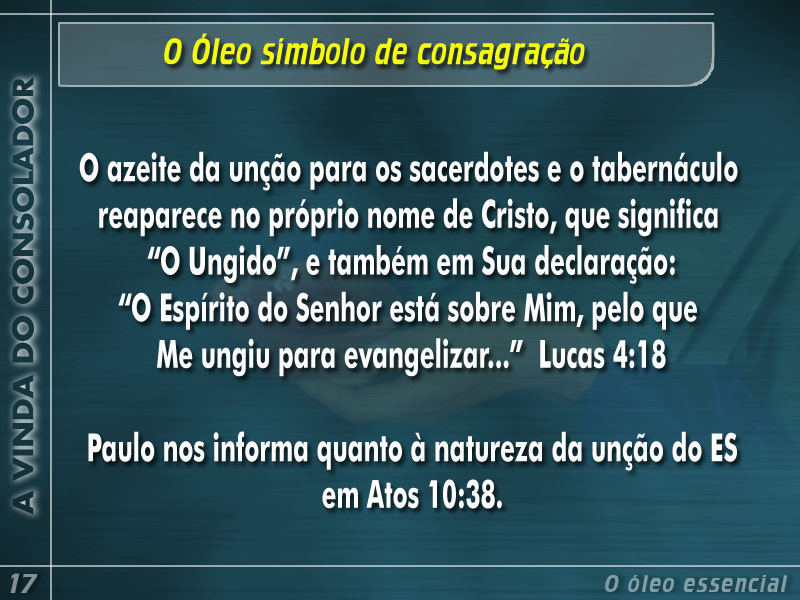 O Óleo símbolo de consagração
A VINDA DO CONSOLADOR
O azeite da unção para os sacerdotes e o tabernáculo
reaparece no próprio nome de Cristo, que significa
“O Ungido”, e também em Sua declaração:
“O Espírito do Senhor está sobre Mim, pelo que
Me ungiu para evangelizar...” Lucas 4:18
Paulo nos informa quanto à natureza da unção do ES
em Atos 10:38.
17
O óleo essencial